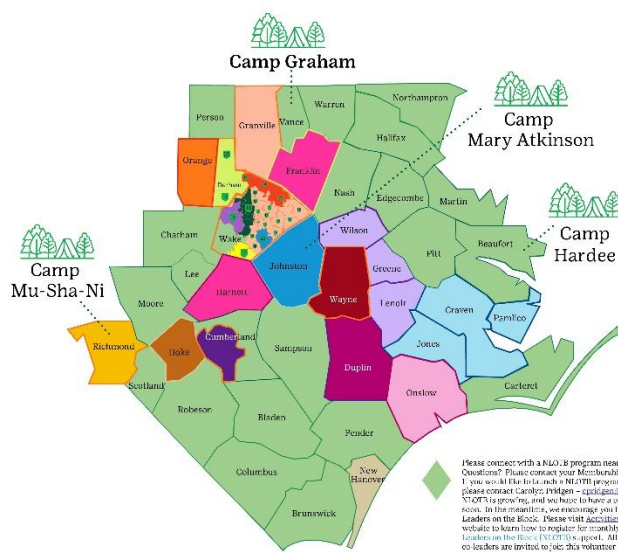 Camp Graham
Camp
Mary Atkinson
Camp
Hardee
Camp
Mu-Sha-Ni
Person
Granville
Vance
Warren
Northampton
Halifax
Orange
Durham
Franklin
Nash
Edgecombe
Martin
Chatham
Wake
Wilson
Pitt
Beaufort
Lee
Johnston
Greene
Moore
Harnett
Wayne
Lenoir
Craven
Pamlico
Richmond
Hoke
Cumberland
Sampson
Duplin
Jones
Onslow
Carteret
Scotland
Robeson
Bladen
Pender
Columbus
New
Hanover
Brunswick
Please connect with a NLOTB program near
Questions? Please contact your Membership
If you would like to launch a NLOTB program
please contact Carolyn Pridgen – cpridgen
NLOTB is growing, and we hope to have a
soon. In the meantime, we encourage you
Leaders on the Block. Please visit Activities
website to learn how to register for monthly
Leaders on the Block (NLOTB) support. All
co-leaders are invited to join this volunteer